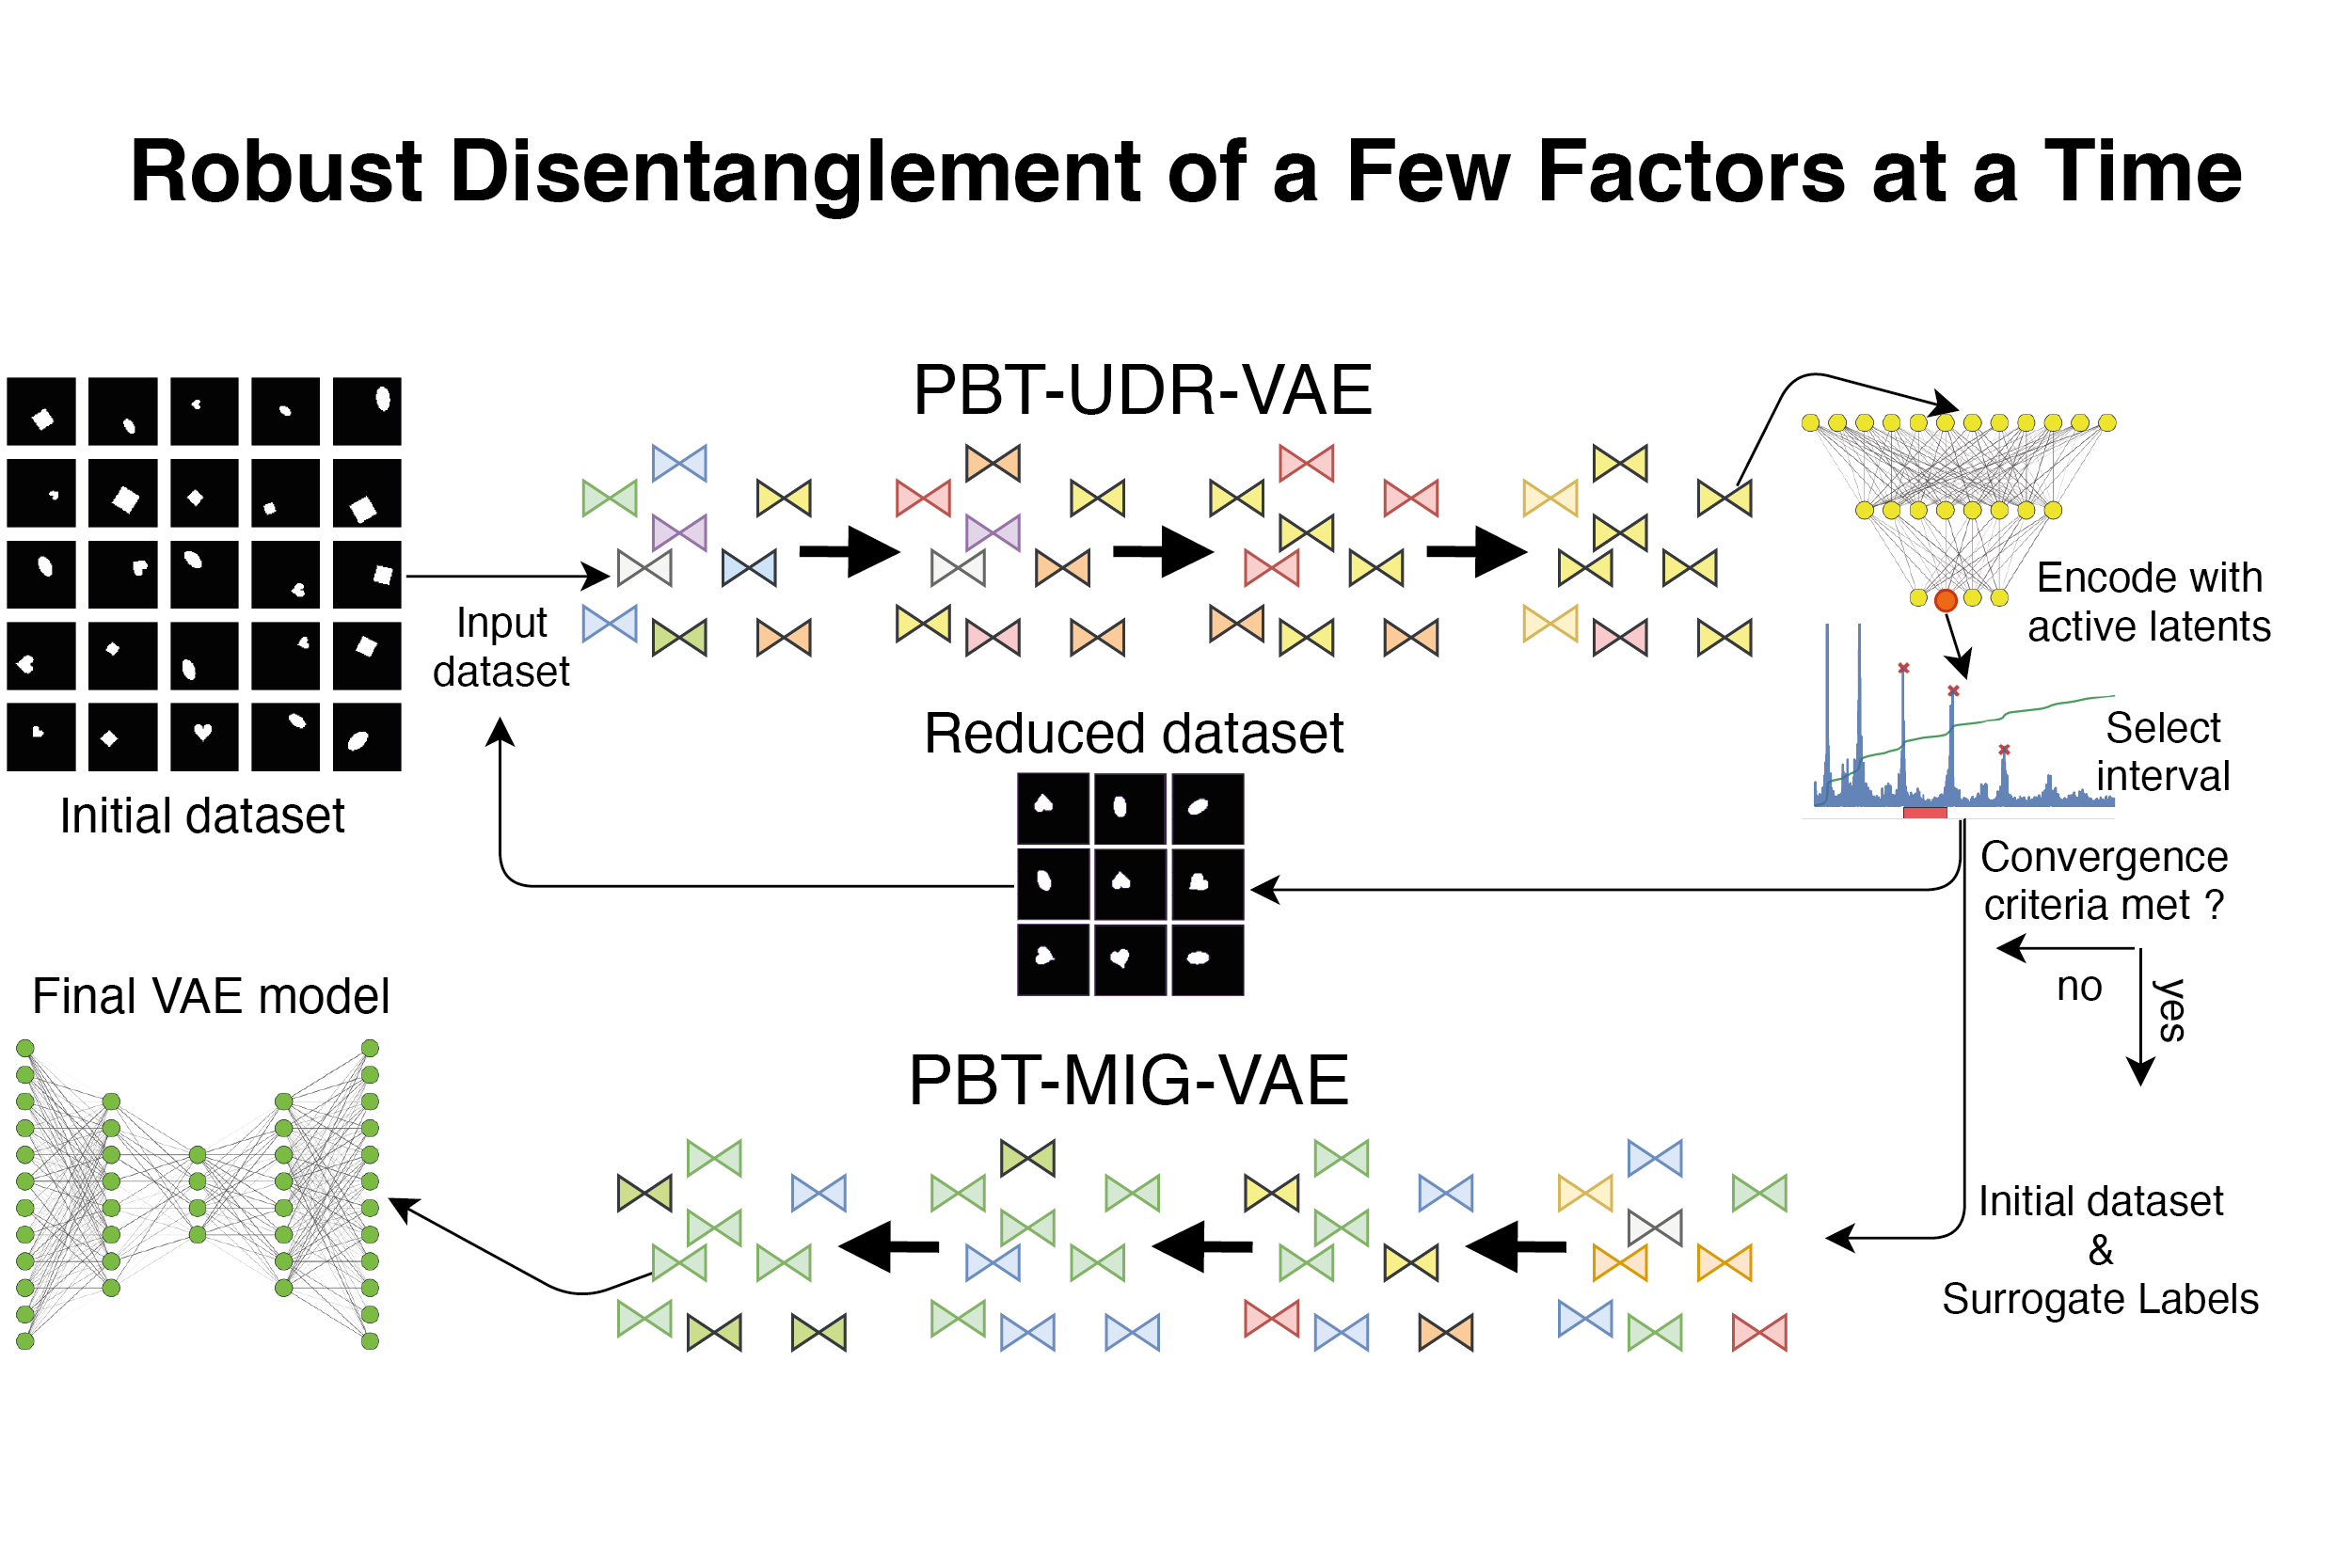 Robust Disentanglement of a Few Factors at a Time
PBT-UDR-VAE
Input
dataset
Initial dataset
Encode with
active latents
Select
interval
Reduced dataset
Convergence
criteria met ?
no
yes
Final VAE model
PBT-MIG-VAE
Initial dataset
&
Surrogate Labels